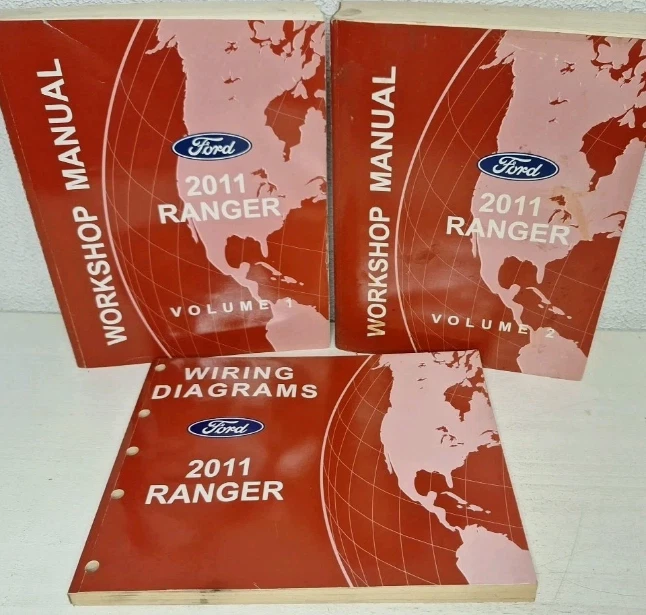 WORKSHOP MANUAL
Ford
2011
RANGER
VOLUME 1
WORKSHOP MANUAL
Ford
2011
RANGER
VOLUME 2
WIRING
DIAGRAMS
Ford
2011
RANGER